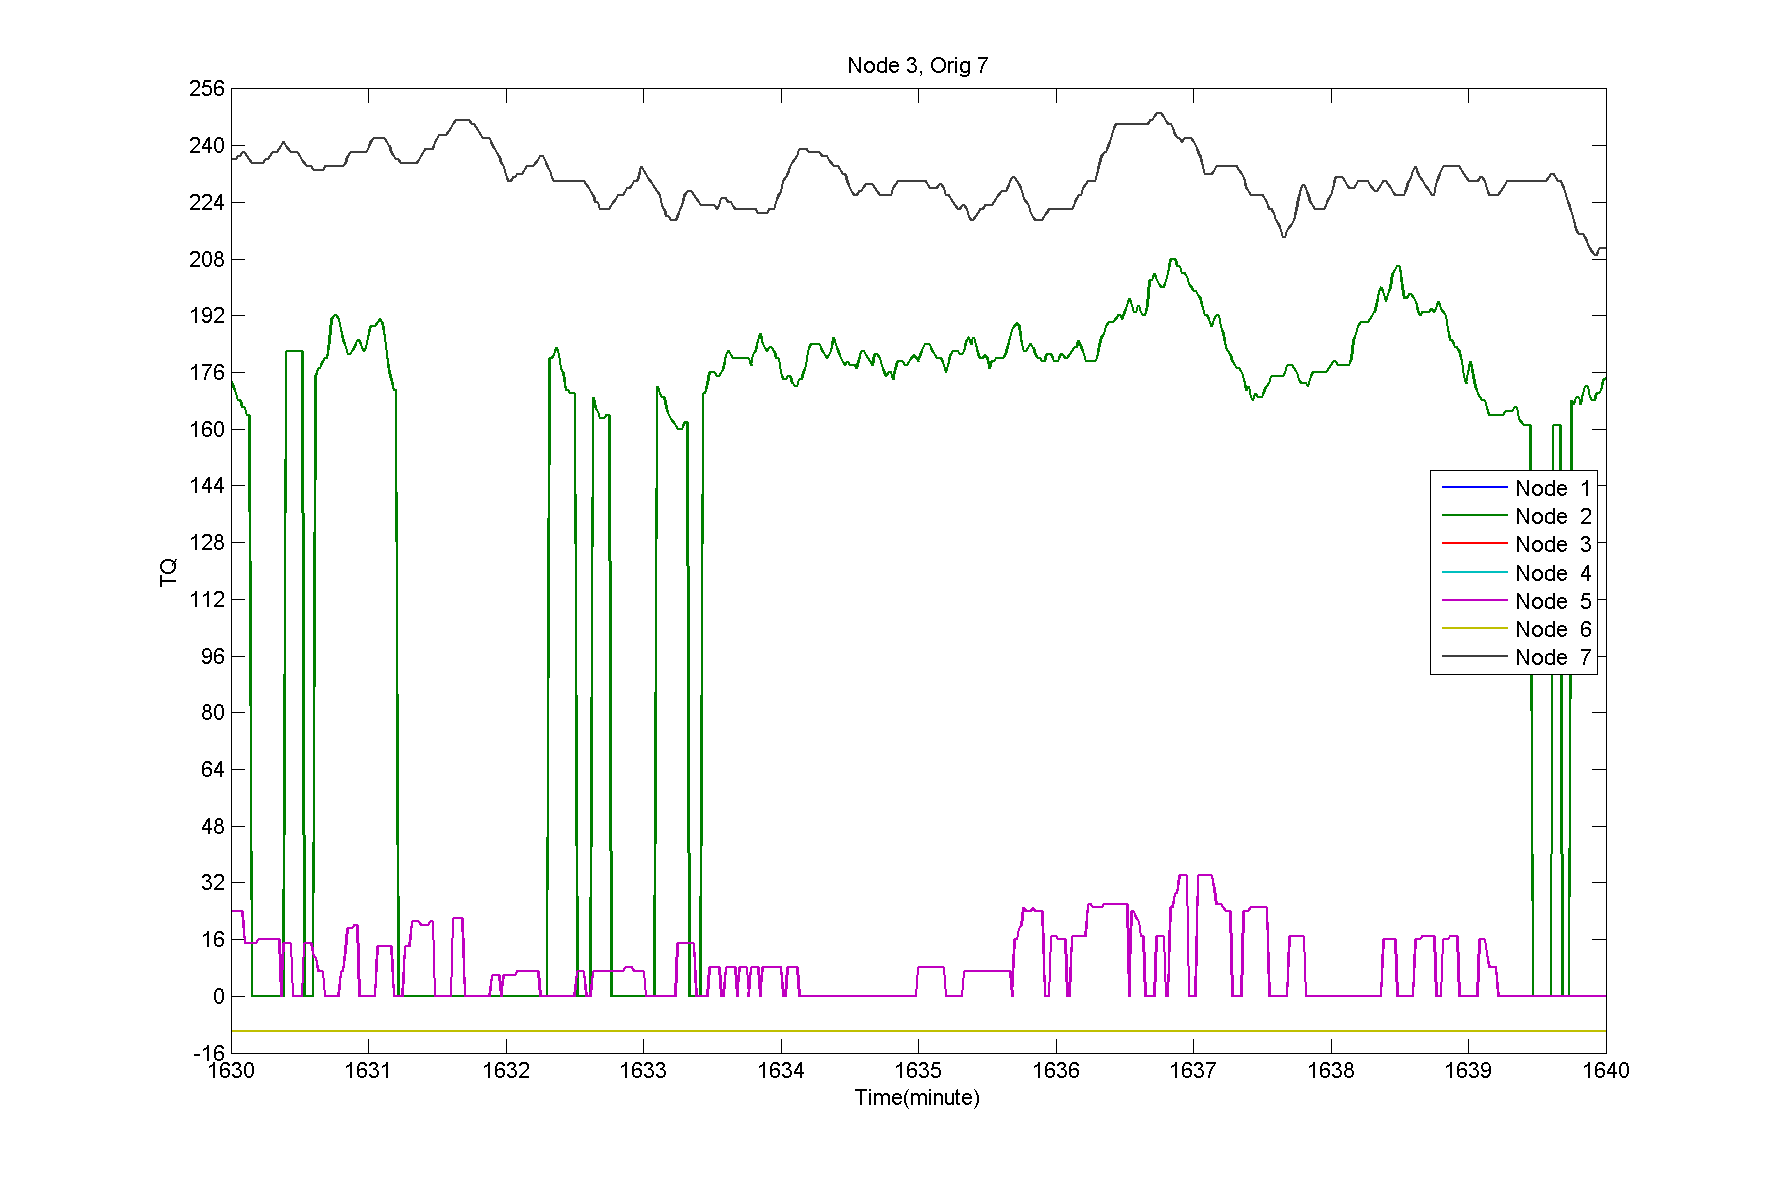 Node 3, Orig 7
256
240
224
208
192
176
160
144
128
112
96
80
64
48
32
16
0
-16
TQ
Node 1
Node 2
Node 3
Node 4
Node 5
Node 6
Node 7
1630 1631 1632 1633 1634 1635 1636 1637 1638 1639 1640
Time(minute)